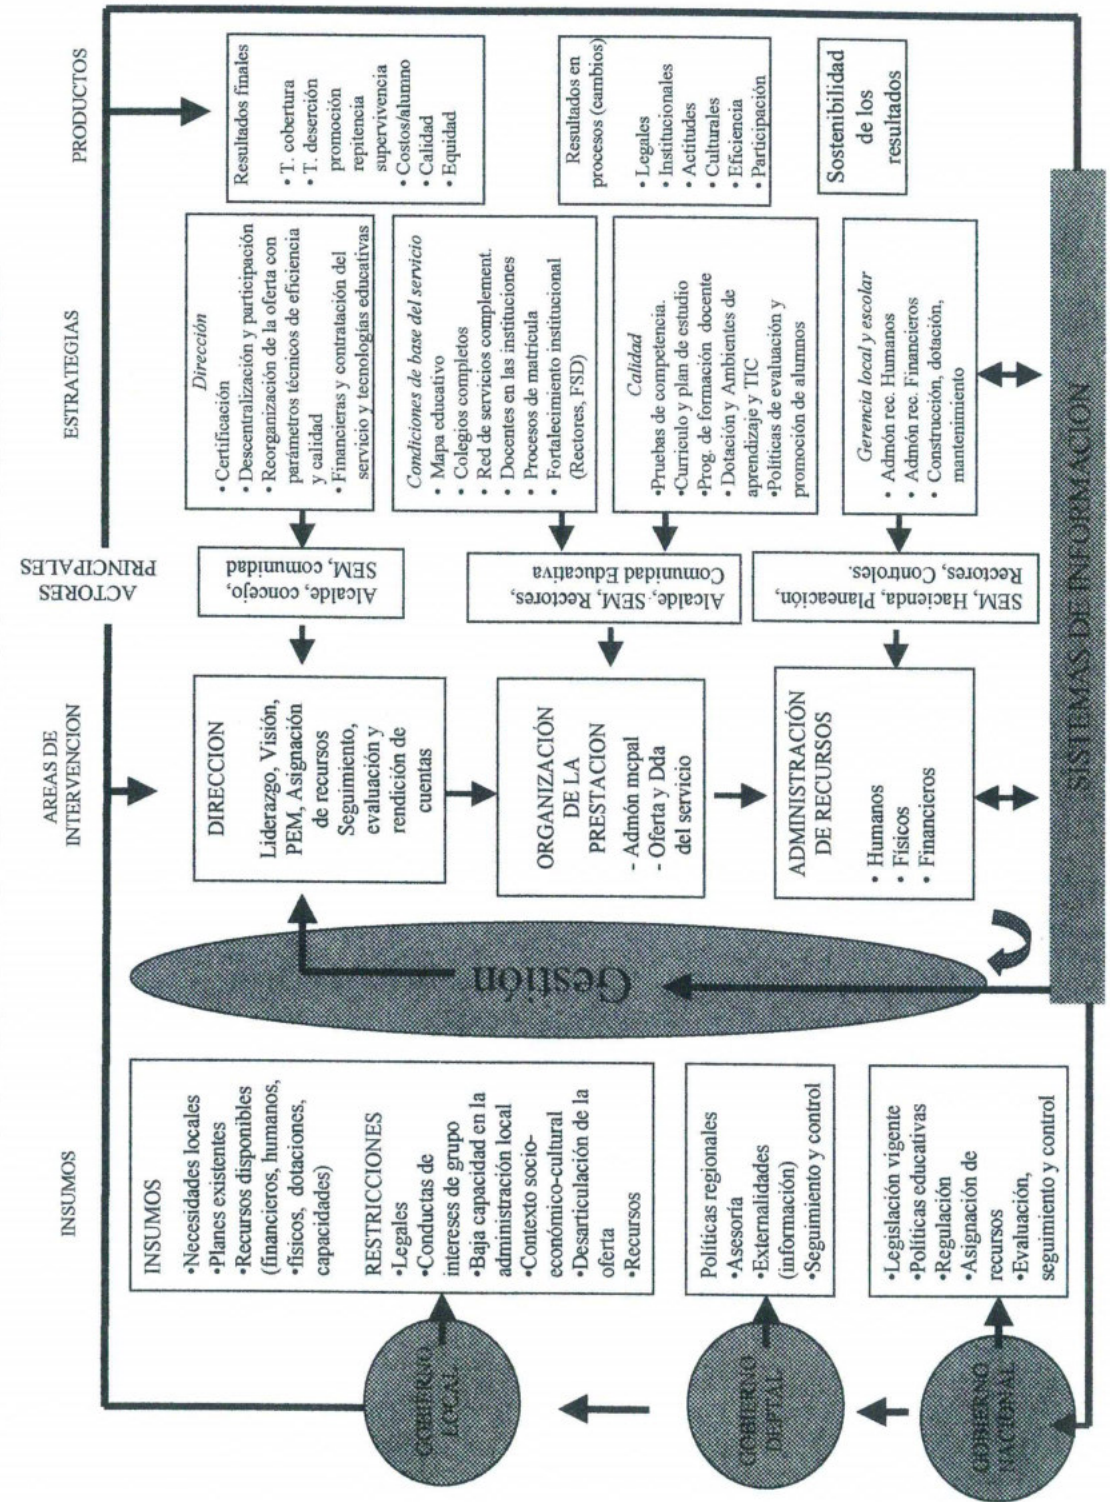 INSUMOS
AREAS DE
INTERVENCION
ACTORES
PRINCIPALES
ESTRATEGIAS
PRODUCTOS
GOBIERNO
LOCAL
GOBIERNO
DEPTAL
GOBIERNO
NACIONAL
INSUMOS
•Necesidades locales
•Planes existentes
•Recursos disponibles
(financieros, humanos,
•físicos, dotaciones,
capacidades)
RESTRICCIONES
•Legales
•Conductas de
intereses de grupo
•Baja capacidad en la
administración local
•Contexto socio-
económico-cultural
•Desarticulación de la
oferta
•Recursos
Políticas regionales
•Asesoría
•Externalidades
(información)
•Seguimiento y control
•Legislación vigente
•Políticas educativas
•Regulación
•Asignación de
recursos
•Evaluación,
seguimiento y control
Gestión
DIRECCION
Liderazgo, Visión,
PEM, Asignación
de recursos
Seguimiento,
evaluación y
rendición de
cuentas
ORGANIZACIÓN
DE LA
PRESTACION
- Admón mcpal
- Oferta y Dda
del servicio
ADMINISTRACIÓN
DE RECURSOS
• Humanos
• Físicos
• Financieros
Alcalde, concejo,
SEM, comunidad
Alcalde, SEM, Rectores,
Comunidad Educativa
SEM, Hacienda, Planeación,
Rectores, Controles.
Dirección
• Certificación
• Descentralización y participación
• Reorganización de la oferta con
parámetros técnicos de eficiencia
y calidad
• Financieras y contratación del
servicio y tecnologías educativas
Condiciones de base del servicio
• Mapa educativo
• Colegios completos
• Red de servicios complement.
• Docentes en las instituciones
• Procesos de matrícula
• Fortalecimiento institucional
(Rectores, FSD)
Calidad
•Pruebas de competencia.
•Currículo y plan de estudio
•Prog. de formación docente
• Dotación y Ambientes de
aprendizaje y TIC
•Políticas de evaluación y
promoción de alumnos
Gerencia local y escolar
• Admón rec. Humanos
• Admón rec. Financieros
• Construcción, dotación,
mantenimiento
Resultados finales
• T. cobertura
• T. deserción
promoción
repitencia
supervivencia
• Costos/alumno
• Calidad
• Equidad
Resultados en
procesos (cambios)
• Legales
• Institucionales
• Actitudes
• Culturales
• Eficiencia
• Participación
Sostenibilidad
de los
resultados
SISTEMAS DE INFORMACION